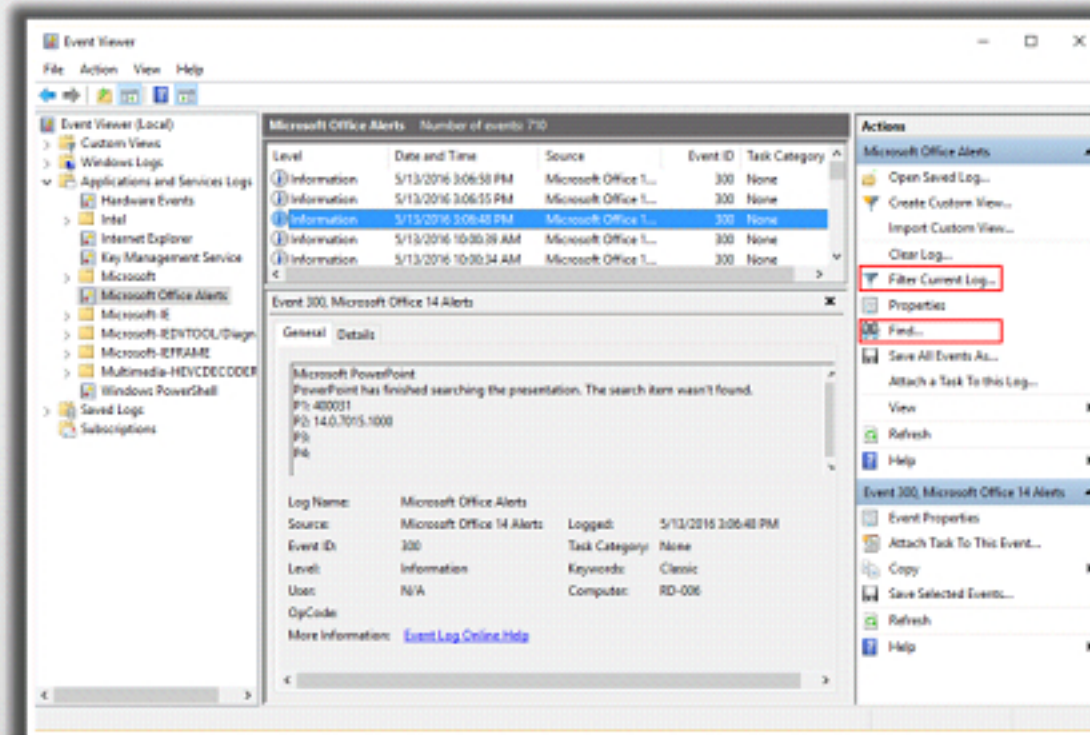 Event Viewer
File Action View Help
Event Viewer (Local)
Custom Views
Windows Logs
Applications and Services Logs
Hardware Events
Intel
Internet Explorer
Key Management Service
Microsoft
Microsoft Office Alerts
Microsoft-IE
Microsoft-IEDVTOOL/Diagn
Microsoft-IEFRAME
Multimedia-HEVCDECODER
Windows PowerShell
Saved Logs
Subscriptions
Microsoft Office Alerts Number of events: 710
Level Date and Time Source Event ID Task Category
Information 5/13/2016 3:06:58 PM Microsoft Office 1... 300 None
Information 5/13/2016 3:06:55 PM Microsoft Office 1... 300 None
Information 5/13/2016 3:06:48 PM Microsoft Office 1... 300 None
Information 5/13/2016 10:00:39 AM Microsoft Office 1... 300 None
Information 5/13/2016 10:00:34 AM Microsoft Office 1... 300 None
Event 300, Microsoft Office 14 Alerts
General Details
Microsoft PowerPoint
PowerPoint has finished searching the presentation. The search item wasn't found.
P1: 400031
P2: 14.0.7015.1000
P3:
P4:
Log Name: Microsoft Office Alerts
Source: Microsoft Office 14 Alerts Logged: 5/13/2016 3:06:48 PM
Event ID: 300 Task Category: None
Level: Information Keywords: Classic
User: N/A Computer: RD-006
OpCode:
More Information: Event Log Online Help
Actions
Microsoft Office Alerts
Open Saved Log...
Create Custom View...
Import Custom View...
Clear Log...
Filter Current Log...
Properties
Find...
Save All Events As...
Attach a Task To this Log...
View
Refresh
Help
Event 300, Microsoft Office 14 Alerts
Event Properties
Attach Task To This Event...
Copy
Save Selected Events...
Refresh
Help